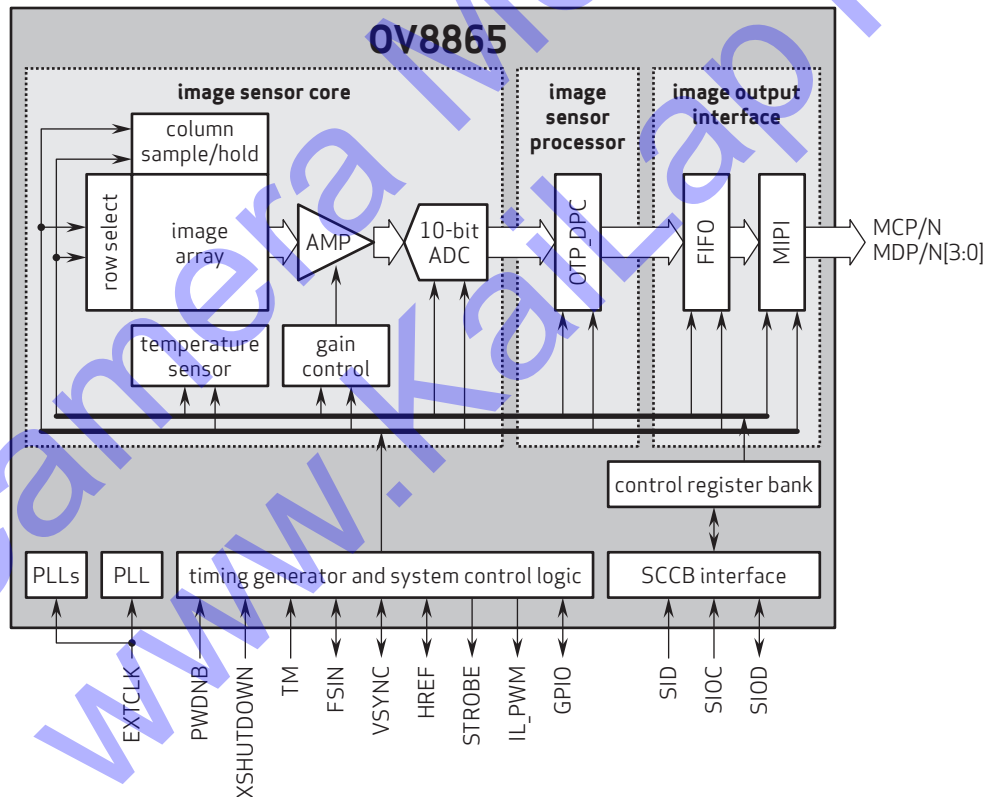 OV8865
image sensor core
image
sensor
processor
image output
interface
column
sample/hold
row select
image
array
AMP
10-bit
ADC
OTP_DPC
FIFO
MIPI
MCP/N
MDP/N[3:0]
temperature
sensor
gain
control
control register bank
PLLs
PLL
timing generator and system control logic
SCCB interface
EXTCLK
PWDNB
XSHUTDOWN
TM
FSIN
VSYNC
HREF
STROBE
IL_PWM
GPIO
SID
SIOC
SIOD
www.KaiLap